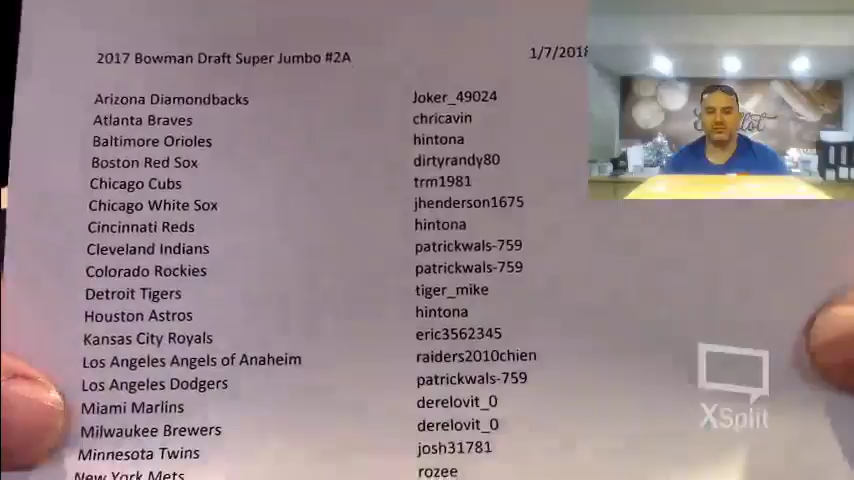 2017 Bowman Draft Super Jumbo #2A 1/7/2018
Arizona Diamondbacks Joker_49024
Atlanta Braves chricavin
Baltimore Orioles hintona
Boston Red Sox dirtyrandy80
Chicago Cubs trm1981
Chicago White Sox jhenderson1675
Cincinnati Reds hintona
Cleveland Indians patrickwals-759
Colorado Rockies patrickwals-759
Detroit Tigers tiger_mike
Houston Astros hintona
Kansas City Royals eric3562345
Los Angeles Angels of Anaheim raiders2010chien
Los Angeles Dodgers patrickwals-759
Miami Marlins derelovit_0
Milwaukee Brewers derelovit_0
Minnesota Twins josh31781
New York Mets rozee
XSplit